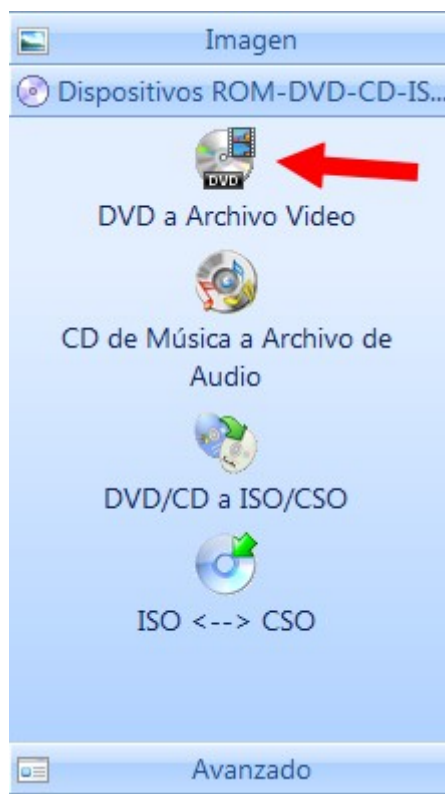 Imagen
Dispositivos ROM-DVD-CD-IS...
DVD
DVD a Archivo Video
CD de Música a Archivo de
Audio
DVD/CD a ISO/CSO
ISO <--> CSO
Avanzado